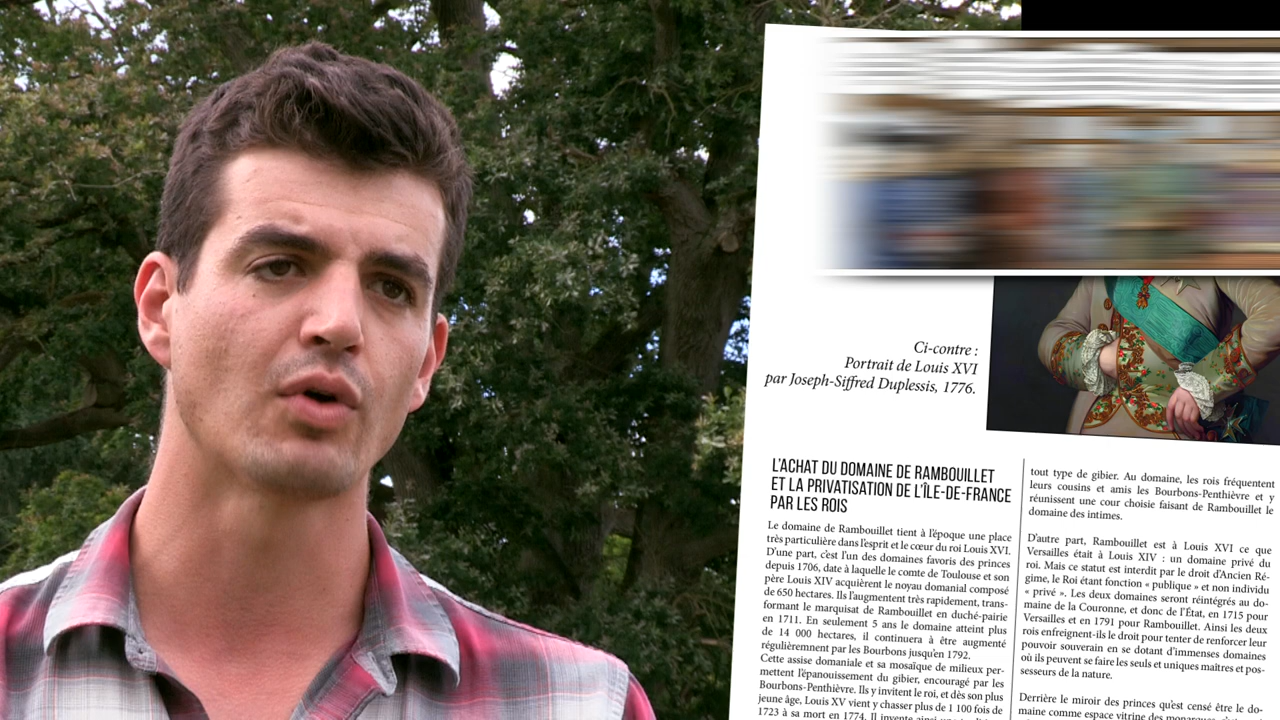 Ci-contre :
Portrait de Louis XVI
par Joseph-Siffred Duplessis, 1776.
L'ACHAT DU DOMAINE DE RAMBOUILLET
ET LA PRIVATISATION DE L'ÎLE-DE-FRANCE
PAR LES ROIS
Le domaine de Rambouillet tient à l'époque une place
très particulière dans l'esprit et le cœur du roi Louis XVI.
D'une part, c'est l'un des domaines favoris des princes
depuis 1706, date à laquelle le comte de Toulouse et son
père Louis XIV acquièrent le noyau domanial composé
de 650 hectares. Ils l'augmentent très rapidement, trans-
formant le marquisat de Rambouillet en duché-pairie
en 1711. En seulement 5 ans le domaine atteint plus
de 14 000 hectares, il continuera à être augmenté
régulièrement par les Bourbons jusqu'en 1792.
Cette assise domaniale et sa mosaïque de milieux per-
mettent l'épanouissement du gibier, encouragé par les
Bourbons-Penthièvre. Ils y invitent le roi, et dès son plus
jeune âge, Louis XV vient y chasser plus de 1 100 fois de
1723 à sa mort en 1774. Il invente ainsi
tout type de gibier. Au domaine, les rois fréquentent
leurs cousins et amis les Bourbons-Penthièvre et y
réunissent une cour choisie faisant de Rambouillet le
domaine des intimes.
D'autre part, Rambouillet est à Louis XVI ce que
Versailles était à Louis XIV : un domaine privé du
roi. Mais ce statut est interdit par le droit d'Ancien Ré-
gime, le Roi étant fonction « publique » et non individu
« privé ». Les deux domaines seront réintégrés au do-
maine de la Couronne, et donc de l'État, en 1715 pour
Versailles et en 1791 pour Rambouillet. Ainsi les deux
rois enfreignent-ils le droit pour tenter de renforcer leur
pouvoir souverain en se dotant d'immenses domaines
où ils peuvent se faire les seuls et uniques maîtres et pos-
sesseurs de la nature.
Derrière le miroir des princes qu'est censé être le do-
maine comme espace vitrine des monarques,